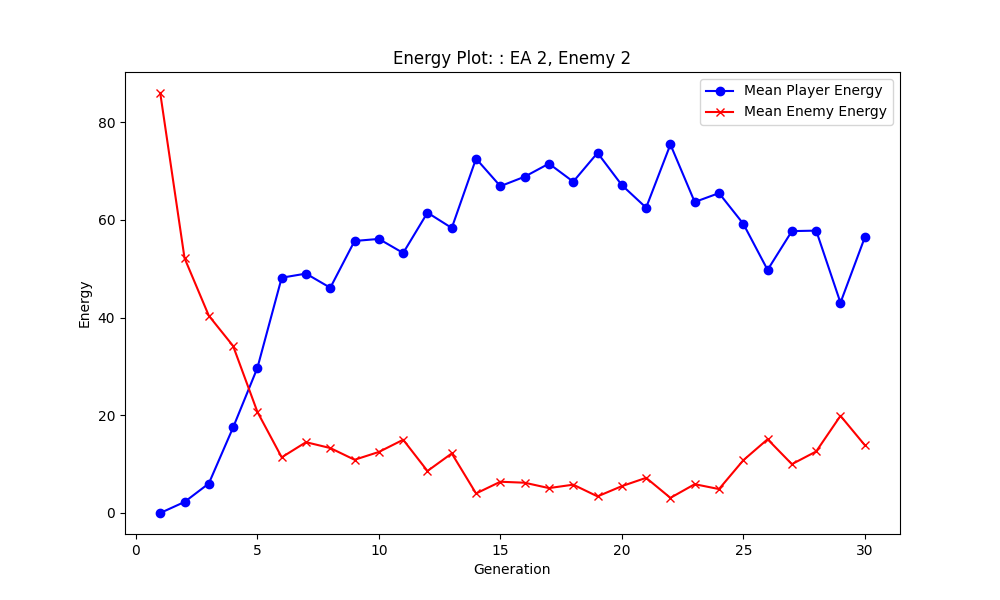 Energy Plot: : EA 2, Enemy 2
Mean Player Energy
Mean Enemy Energy
Energy
80
60
40
20
0
0 5 10 15 20 25 30
Generation